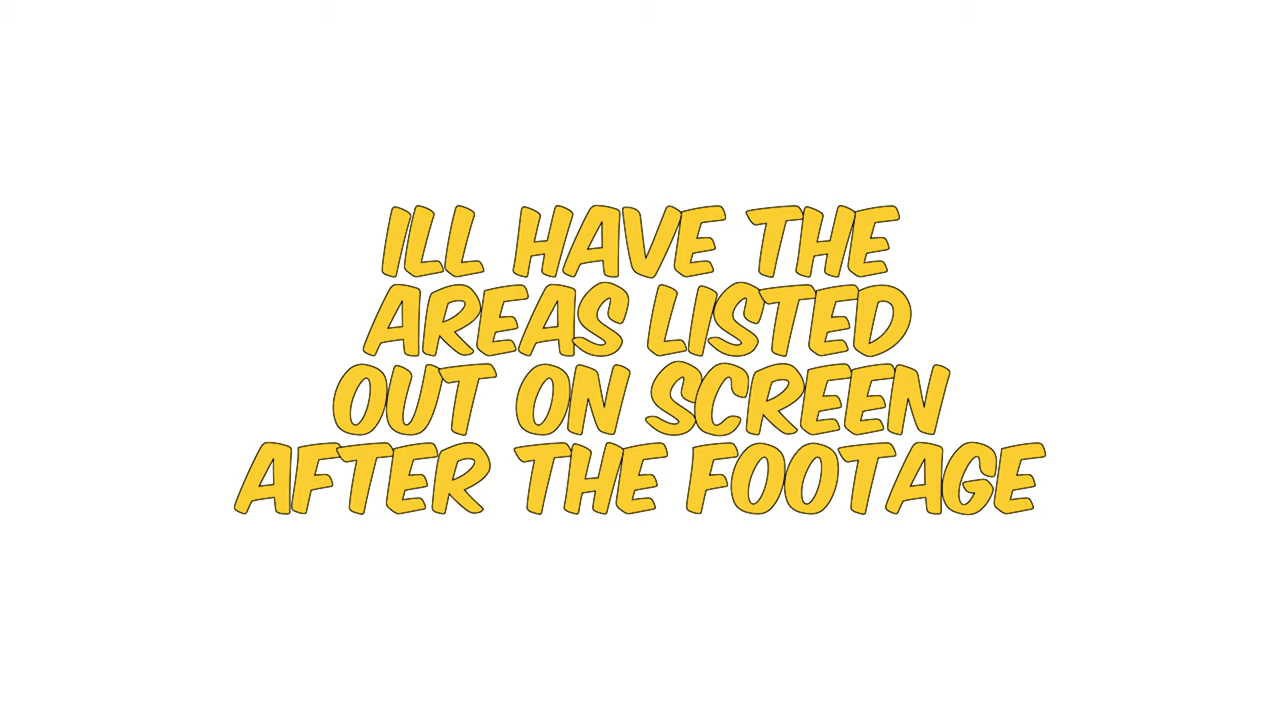 ILL HAVE THE
AREAS LISTED
OUT ON SCREEN
AFTER THE FOOTAGE